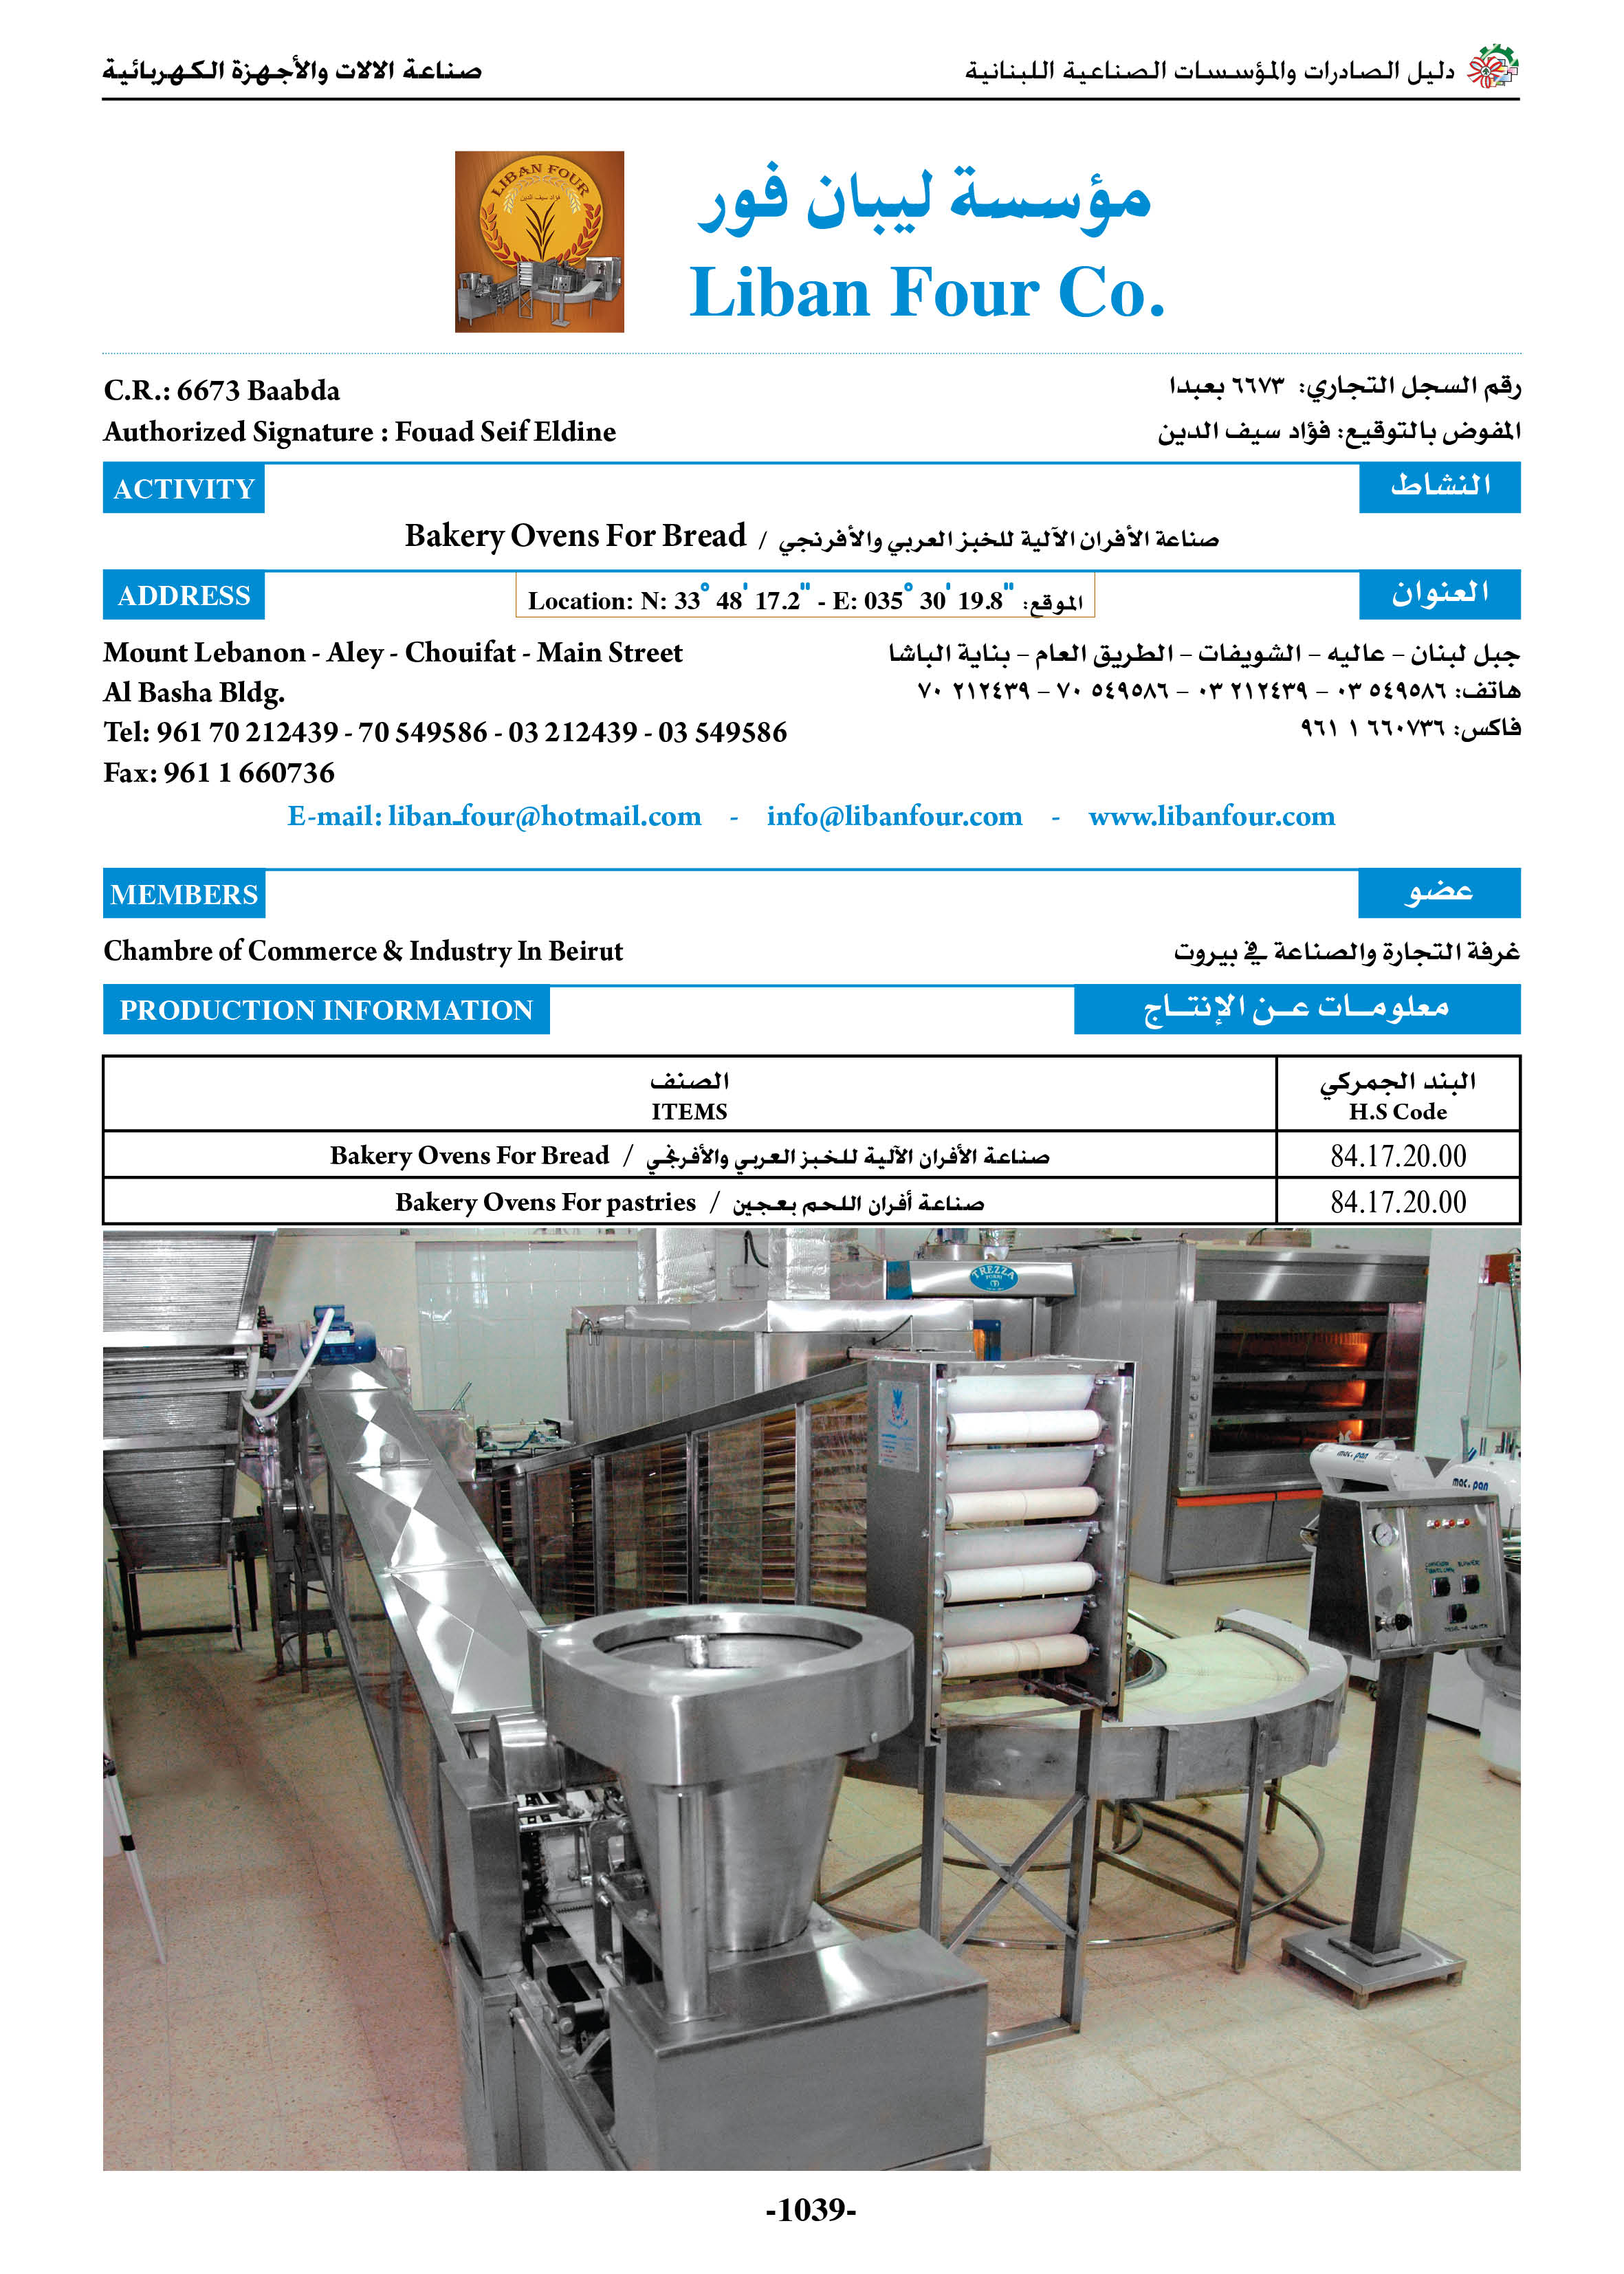 دليل الصادرات والمؤسسات الصناعية اللبنانية
صناعة الالات والأجهزة الكهربائية
LIBAN FOUR
فؤاد سيف الدين
مؤسسة ليبان فور
Liban Four Co.
C.R.: 6673 Baabda
رقم السجل التجاري: ٦٦٧٣ بعبدا
Authorized Signature : Fouad Seif Eldine
المفوض بالتوقيع: فؤاد سيف الدين
ACTIVITY
النشاط
Bakery Ovens For Bread / صناعة الأفران الآلية للخبز العربي والأفرنجي
ADDRESS
Location: N: 33° 48' 17.2" - E: 035° 30' 19.8" :الموقع
العنوان
Mount Lebanon - Aley - Chouifat - Main Street
Al Basha Bldg.
Tel: 961 70 212439 - 70 549586 - 03 212439 - 03 549586
Fax: 961 1 660736
جبل لبنان – عاليه – الشويفات – الطريق العام – بناية الباشا
هاتف: ٥٤٩٥٨٦ ٠٣ – ٢١٢٤٣٩ ٠٣ – ٥٤٩٥٨٦ ٧٠ – ٢١٢٤٣٩ ٧٠
فاكس: ٦٦٠٧٣٦ ١ ٩٦١
E-mail: liban_four@hotmail.com - info@libanfour.com - www.libanfour.com
MEMBERS
عضو
Chambre of Commerce & Industry In Beirut
غرفة التجارة والصناعة في بيروت
PRODUCTION INFORMATION
معلومـات عـن الإنتـاج
الصنف
ITEMS
البند الجمركي
H.S Code
Bakery Ovens For Bread / صناعة الأفران الآلية للخبز العربي والأفرنجي
84.17.20.00
Bakery Ovens For pastries / صناعة أفران اللحم بعجين
84.17.20.00
TREZZA
FORNI
mac.pan
mac.pan
-1039-